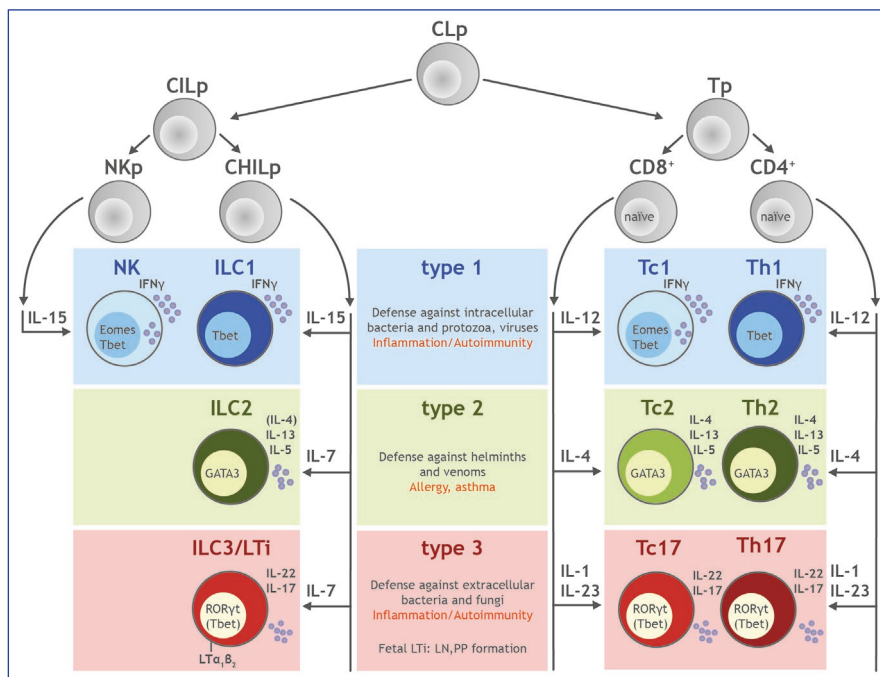 CLp
CILp
Tp
NKp
CHILp
CD8⁺
CD4⁺
naïve
naïve
NK
ILC1
type 1
Tc1
Th1
IFNγ
IFNγ
IFNγ
IFNγ
IL-15
Eomes
Tbet
Tbet
IL-15
Defense against intracellular
bacteria and protozoa, viruses
Inflammation/Autoimmunity
IL-12
Eomes
Tbet
Tbet
IL-12
ILC2
type 2
Tc2
Th2
(IL-4)
IL-13
IL-5
GATA3
IL-7
Defense against helminths
and venoms
Allergy, asthma
IL-4
GATA3
IL-4
IL-13
IL-5
GATA3
IL-4
IL-13
IL-5
IL-4
ILC3/LTi
type 3
Tc17
Th17
IL-22
IL-17
RORγt
(Tbet)
LTα₁β₂
IL-7
Defense against extracellular
bacteria and fungi
Inflammation/Autoimmunity
Fetal LTi: LN,PP formation
IL-1
IL-23
RORγt
(Tbet)
IL-22
IL-17
RORγt
(Tbet)
IL-22
IL-17
IL-1
IL-23